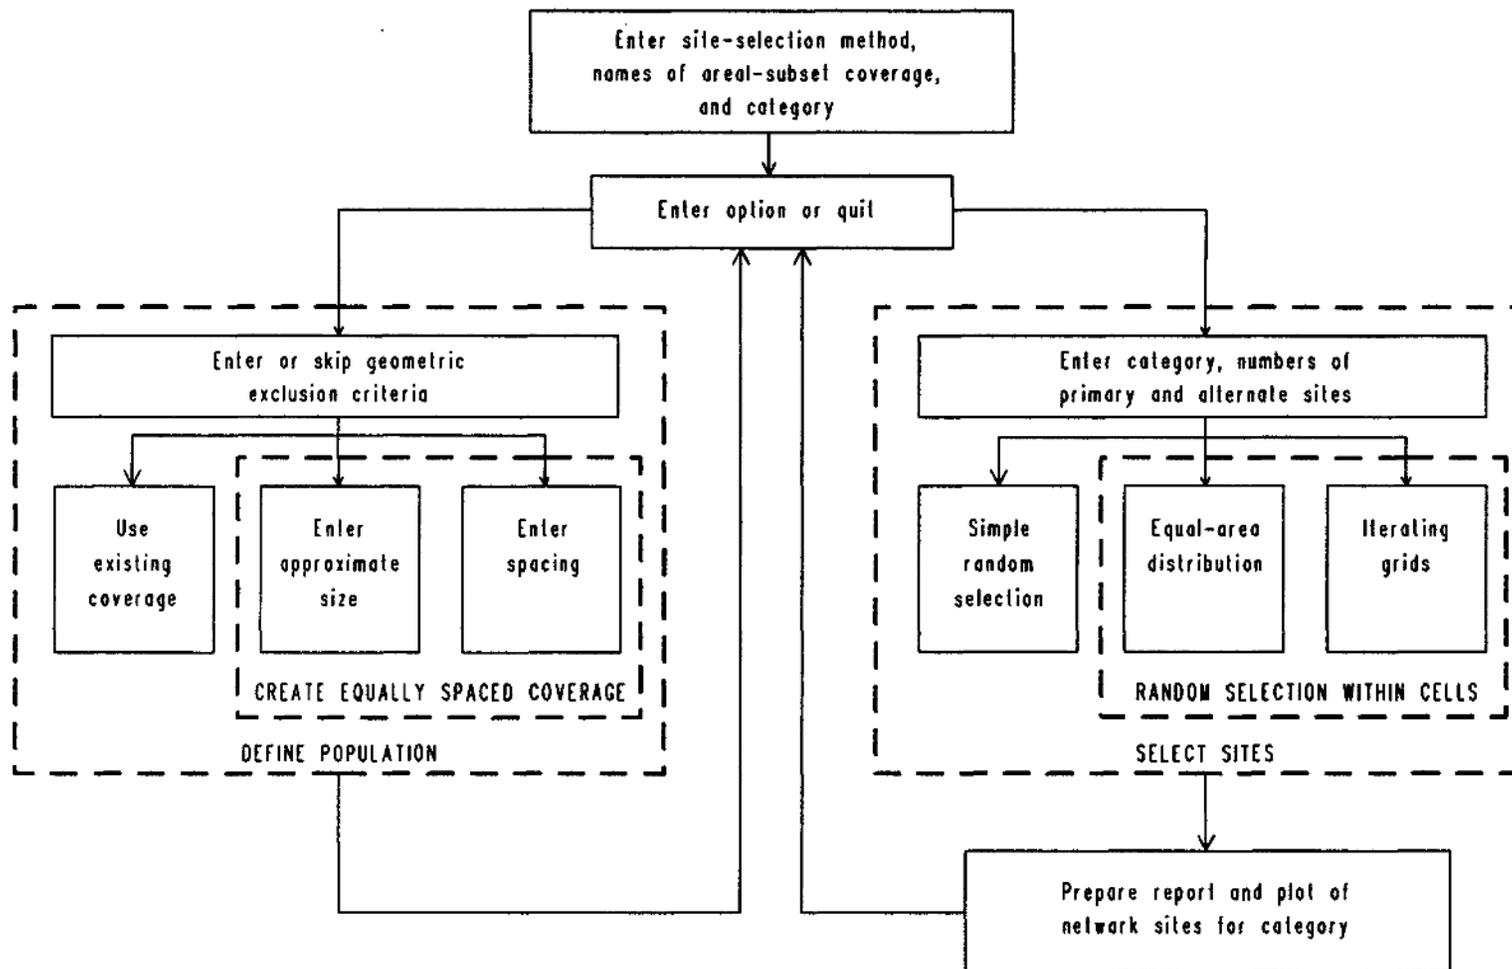 Enter site-selection method,
names of areal-subset coverage,
and category
Enter option or quit
Enter or skip geometric
exclusion criteria
Use
existing
coverage
Enter
approximate
size
Enter
spacing
CREATE EQUALLY SPACED COVERAGE
DEFINE POPULATION
Enter category, numbers of
primary and alternate sites
Simple
random
selection
Equal-area
distribution
Iterating
grids
RANDOM SELECTION WITHIN CELLS
SELECT SITES
Prepare report and plot of
network sites for category